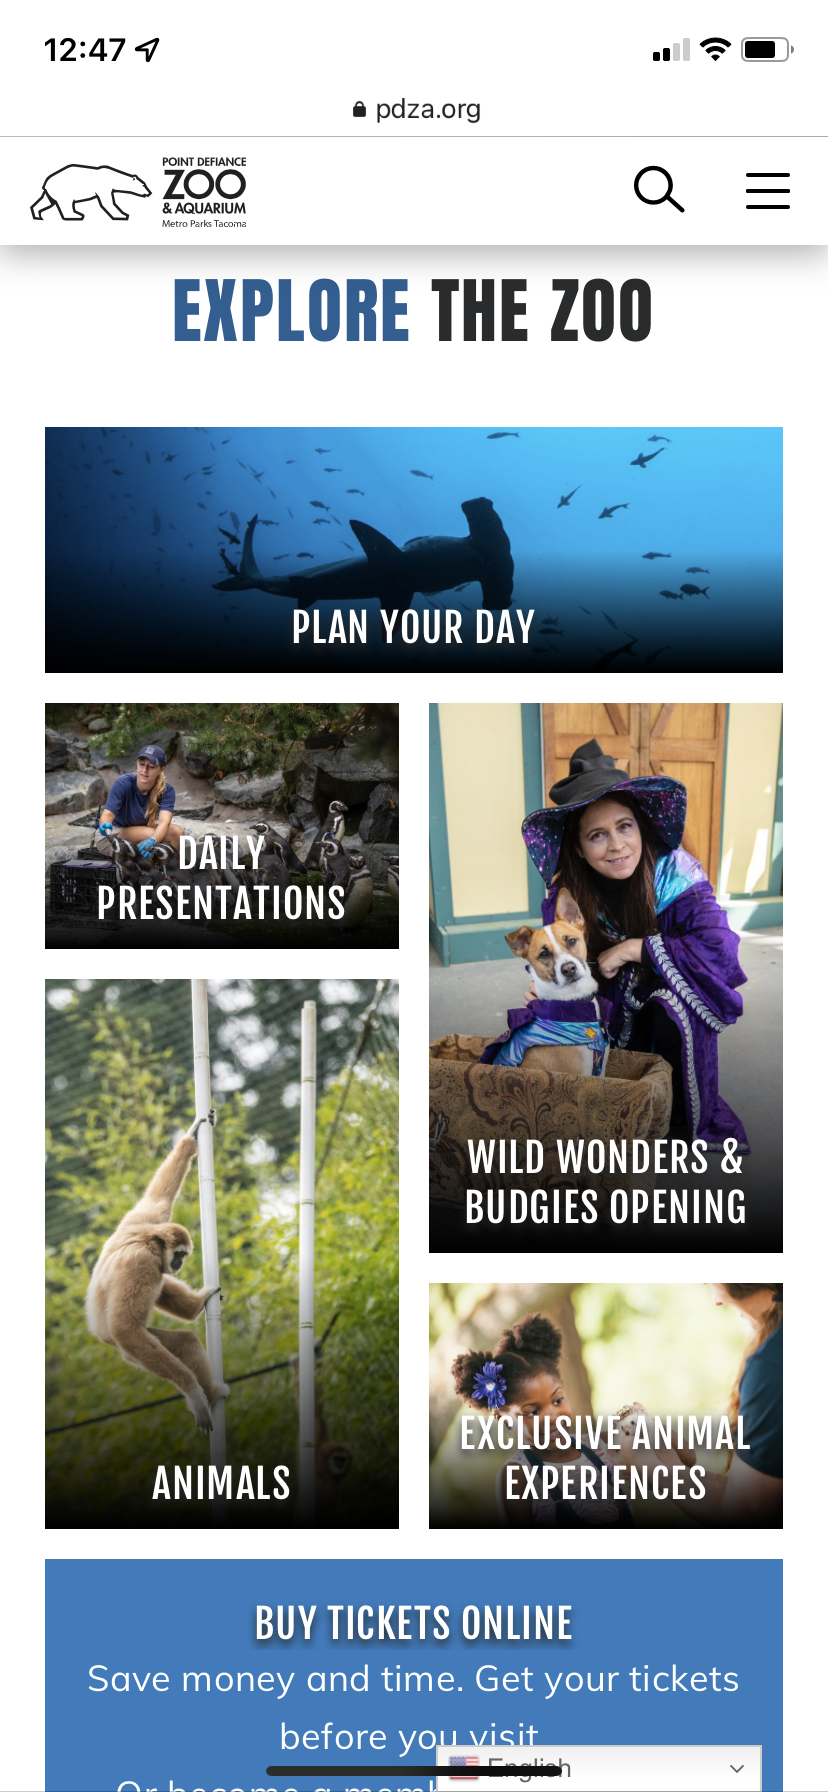 12:47
pdza.org
POINT DEFIANCE
ZOO
& AQUARIUM
Metro Parks Tacoma
EXPLORE THE ZOO
PLAN YOUR DAY
DAILY
PRESENTATIONS
WILD WONDERS &
BUDGIES OPENING
ANIMALS
EXCLUSIVE ANIMAL
EXPERIENCES
BUY TICKETS ONLINE
Save money and time. Get your tickets
before you visit
English
Or become a